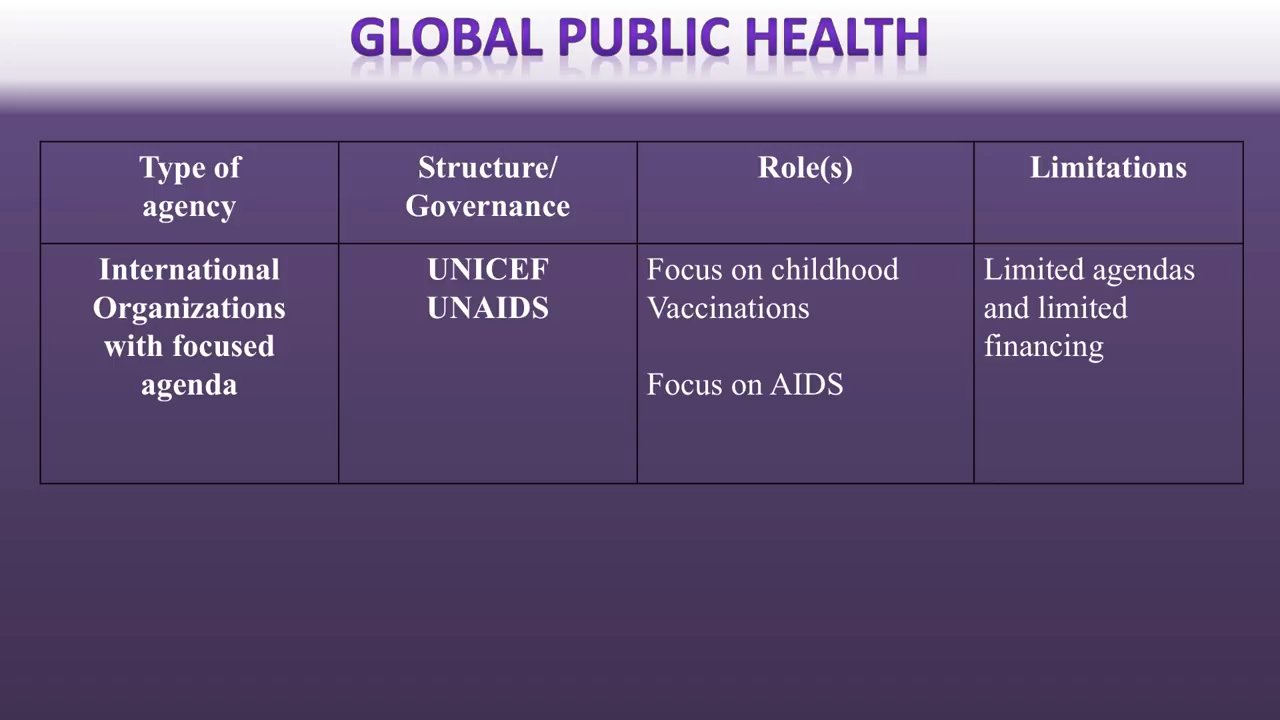 GLOBAL PUBLIC HEALTH
Type of
agency
Structure/
Governance
Role(s)
Limitations
International
Organizations
with focused
agenda
UNICEF
UNAIDS
Focus on childhood
Vaccinations
Focus on AIDS
Limited agendas
and limited
financing